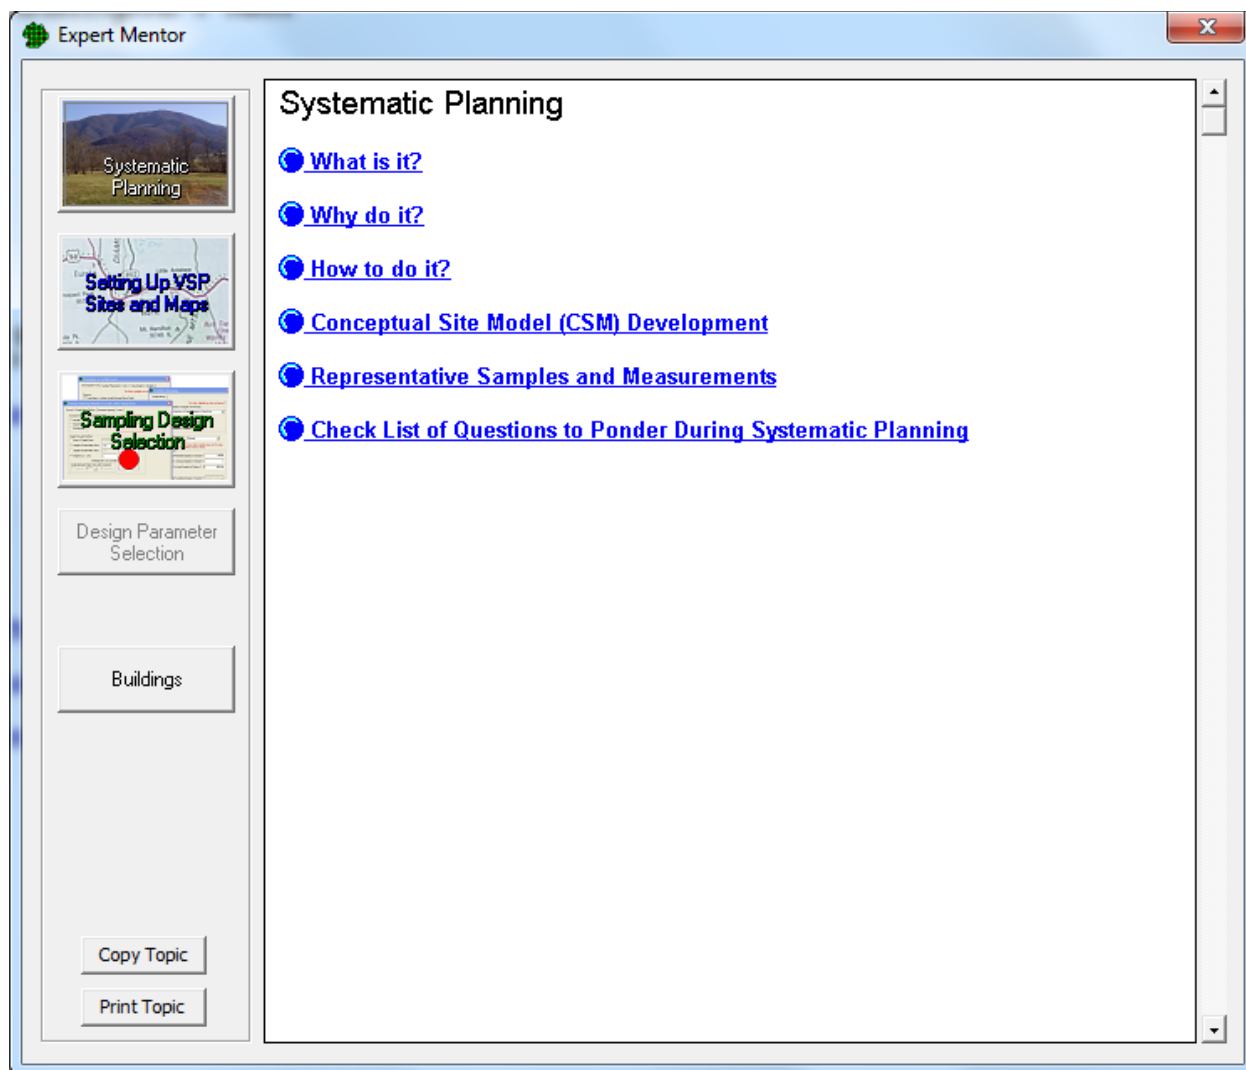 Expert Mentor
Systematic
Planning
Setting Up VSP
Sites and Maps
Sampling Design
Selection
Design Parameter
Selection
Buildings
Copy Topic
Print Topic
Systematic Planning
What is it?
Why do it?
How to do it?
Conceptual Site Model (CSM) Development
Representative Samples and Measurements
Check List of Questions to Ponder During Systematic Planning